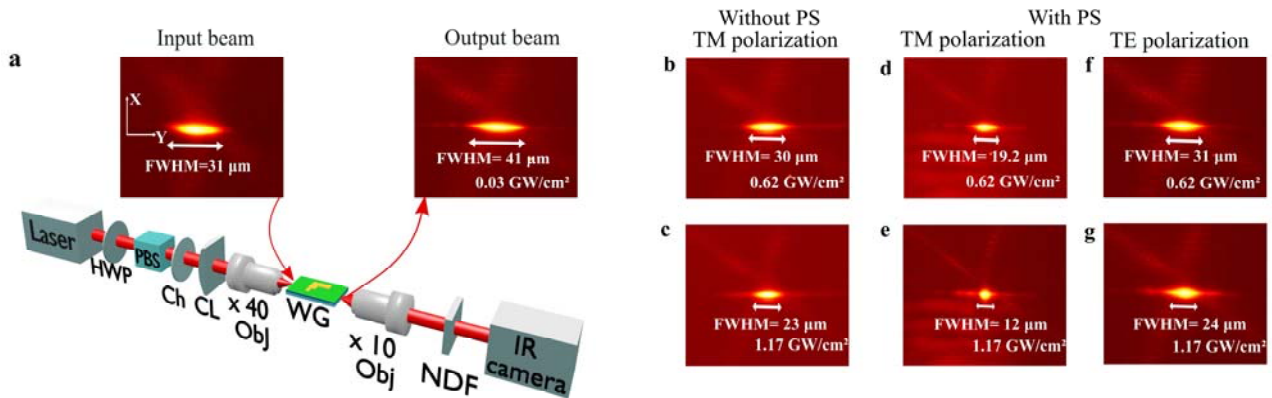 a
Input beam
Output beam
X
Y
FWHM=31 μm
FWHM= 41 μm
0.03 GW/cm²
Laser
HWP
PBS
Ch
CL
x 40
Obj
WG
x 10
Obj
NDF
IR
camera
Without PS
TM polarization
With PS
TM polarization
TE polarization
b
FWHM= 30 μm
0.62 GW/cm²
d
FWHM= 19.2 μm
0.62 GW/cm²
f
FWHM= 31 μm
0.62 GW/cm²
c
FWHM= 23 μm
1.17 GW/cm²
e
FWHM= 12 μm
1.17 GW/cm²
g
FWHM= 24 μm
1.17 GW/cm²